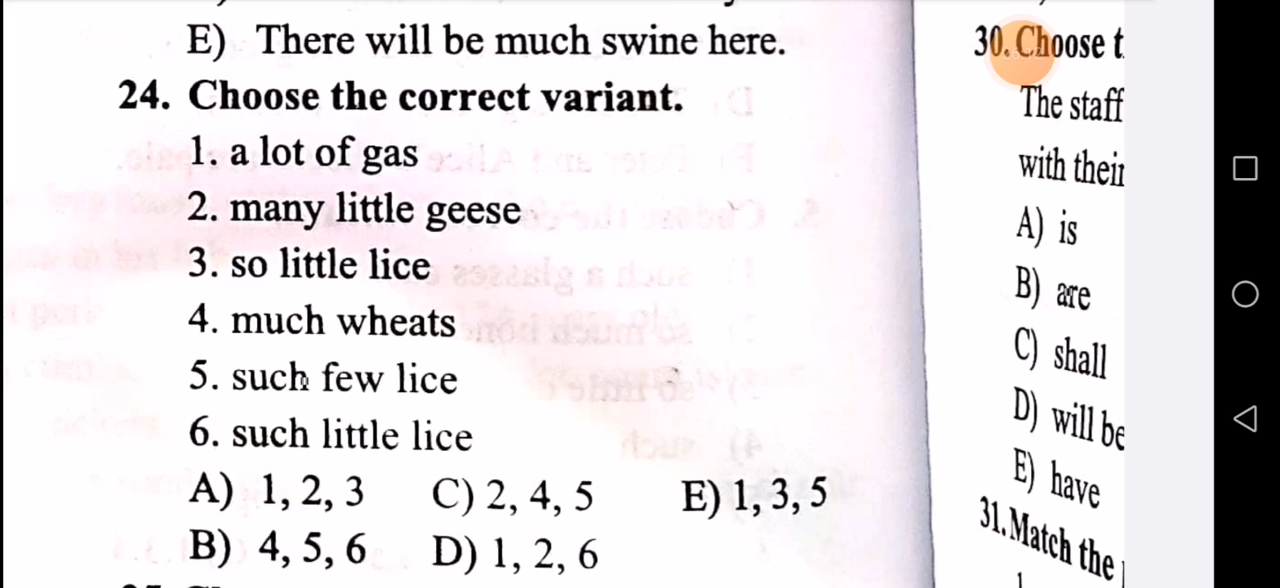 E) There will be much swine here.
24. Choose the correct variant.
1. a lot of gas
2. many little geese
3. so little lice
4. much wheats
5. such few lice
6. such little lice
A) 1, 2, 3 C) 2, 4, 5 E) 1, 3, 5
B) 4, 5, 6 D) 1, 2, 6
30. Choose
The staff
with their
A) is
B) are
C) shall
D) will be
E) have
31. Match the